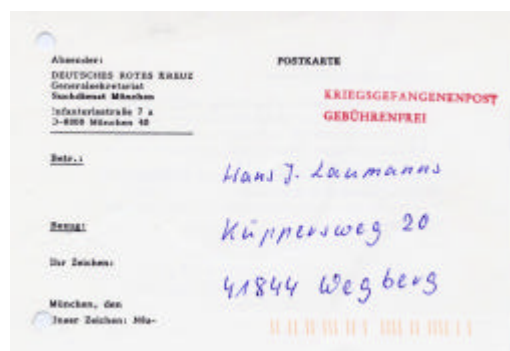 Absender:
POSTKARTE
DEUTSCHES ROTES KREUZ
Generalsekretariat
Suchdienst München
Infanteriestraße 7 a
D-8000 München 40
KRIEGSGEFANGENENPOST
GEBÜHRENFREI
Betr.:
Hans J. Laumanns
Bezug:
Küppersweg 20
Ihr Zeichen:
41844 Wegberg
München, den
Unser Zeichen: Mü-